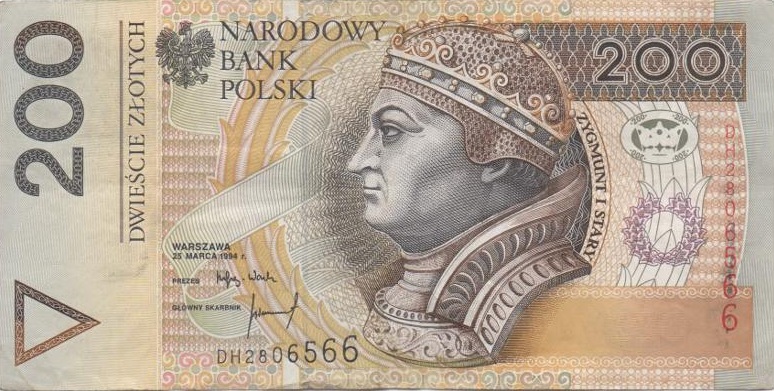 200
DWIEŚCIE ZŁOTYCH
NARODOWY
BANK
POLSKI
200
ZYGMUNT I STARY
DH2806566
WARSZAWA
25 MARCA 1994 r.
PREZES
GŁÓWNY SKARBNIK
DH2806566